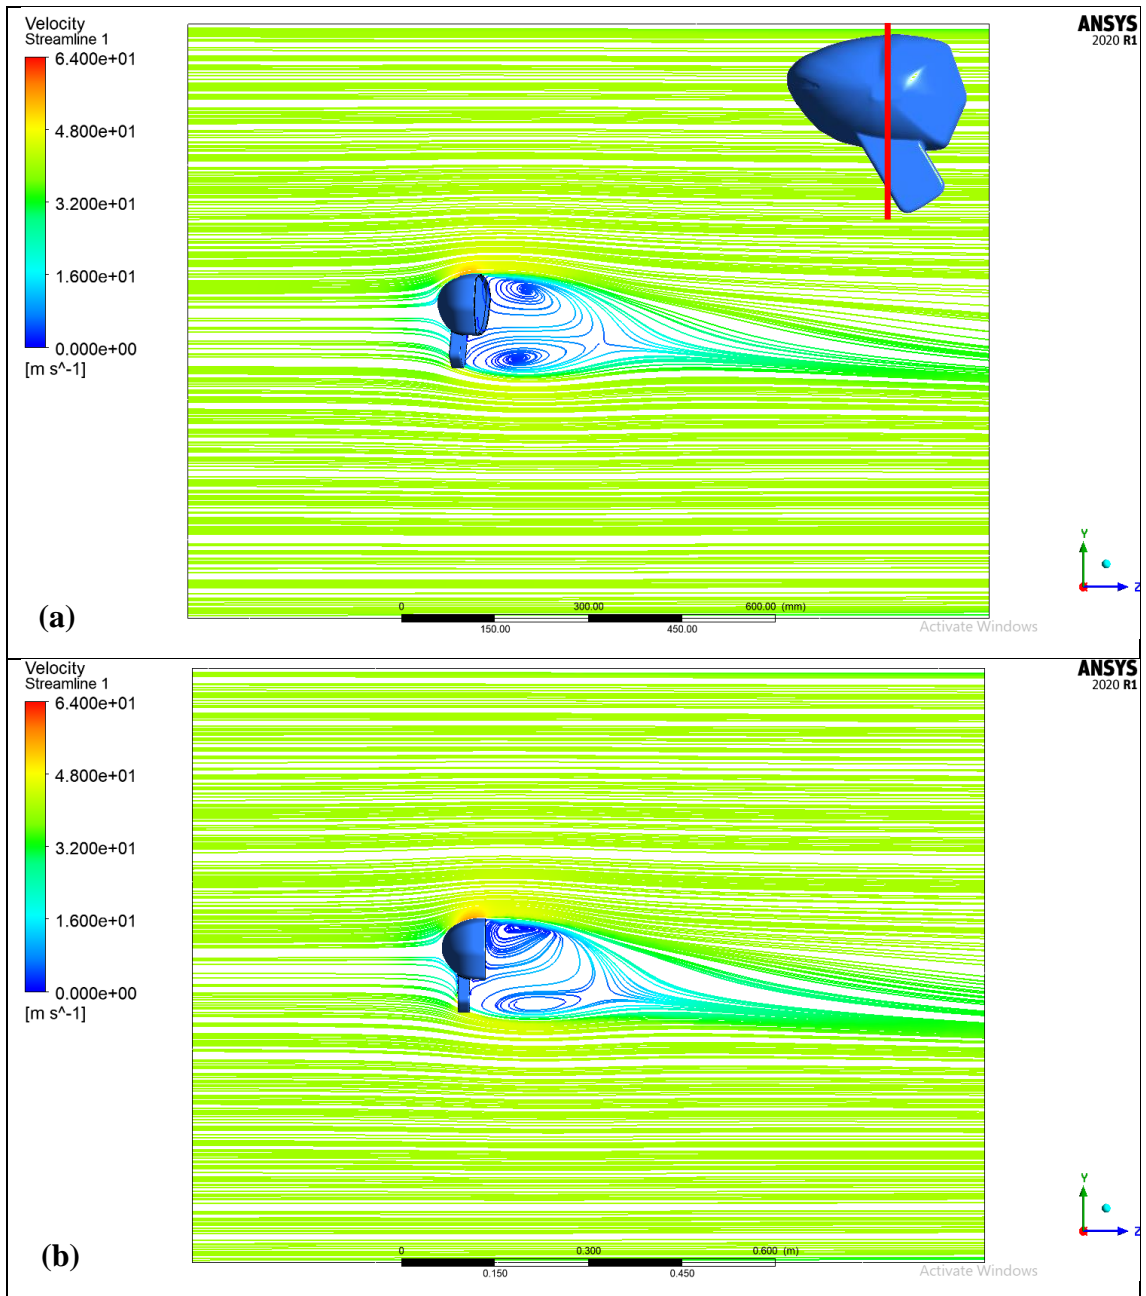 Velocity
Streamline 1
6.400e+01
4.800e+01
3.200e+01
1.600e+01
0.000e+00
[m s^-1]
ANSYS
2020 R1
Y
Z
0 300.00 600.00 (mm)
150.00 450.00
Activate Windows
(a)
Velocity
Streamline 1
6.400e+01
4.800e+01
3.200e+01
1.600e+01
0.000e+00
[m s^-1]
ANSYS
2020 R1
Y
Z
0 0.300 0.600 (m)
0.150 0.450
Activate Windows
(b)